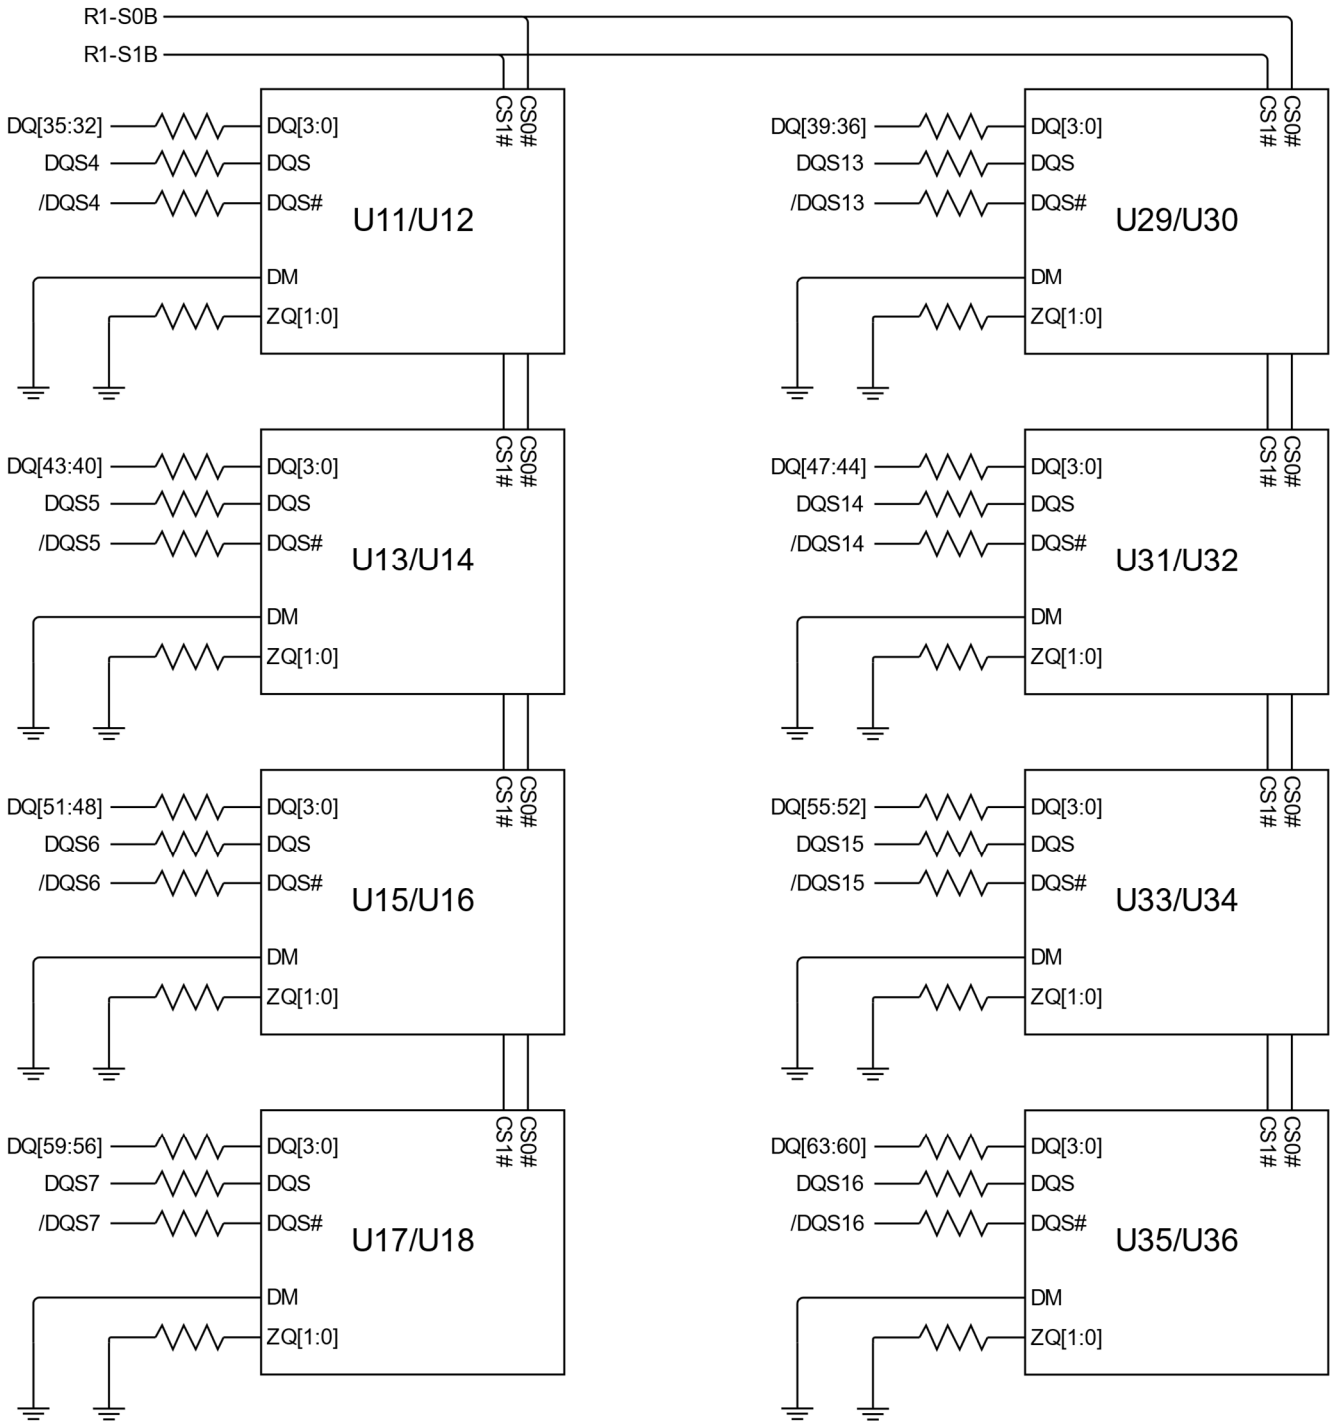 R1-S0B
R1-S1B
CS1# CS0#
DQ[35:32] DQ[3:0]
DQS4 DQS
/DQS4 DQS#
U11/U12
DM
ZQ[1:0]
CS1# CS0#
DQ[39:36] DQ[3:0]
DQS13 DQS
/DQS13 DQS#
U29/U30
DM
ZQ[1:0]
CS1# CS0#
DQ[43:40] DQ[3:0]
DQS5 DQS
/DQS5 DQS#
U13/U14
DM
ZQ[1:0]
CS1# CS0#
DQ[47:44] DQ[3:0]
DQS14 DQS
/DQS14 DQS#
U31/U32
DM
ZQ[1:0]
CS1# CS0#
DQ[51:48] DQ[3:0]
DQS6 DQS
/DQS6 DQS#
U15/U16
DM
ZQ[1:0]
CS1# CS0#
DQ[55:52] DQ[3:0]
DQS15 DQS
/DQS15 DQS#
U33/U34
DM
ZQ[1:0]
CS1# CS0#
DQ[59:56] DQ[3:0]
DQS7 DQS
/DQS7 DQS#
U17/U18
DM
ZQ[1:0]
CS1# CS0#
DQ[63:60] DQ[3:0]
DQS16 DQS
/DQS16 DQS#
U35/U36
DM
ZQ[1:0]